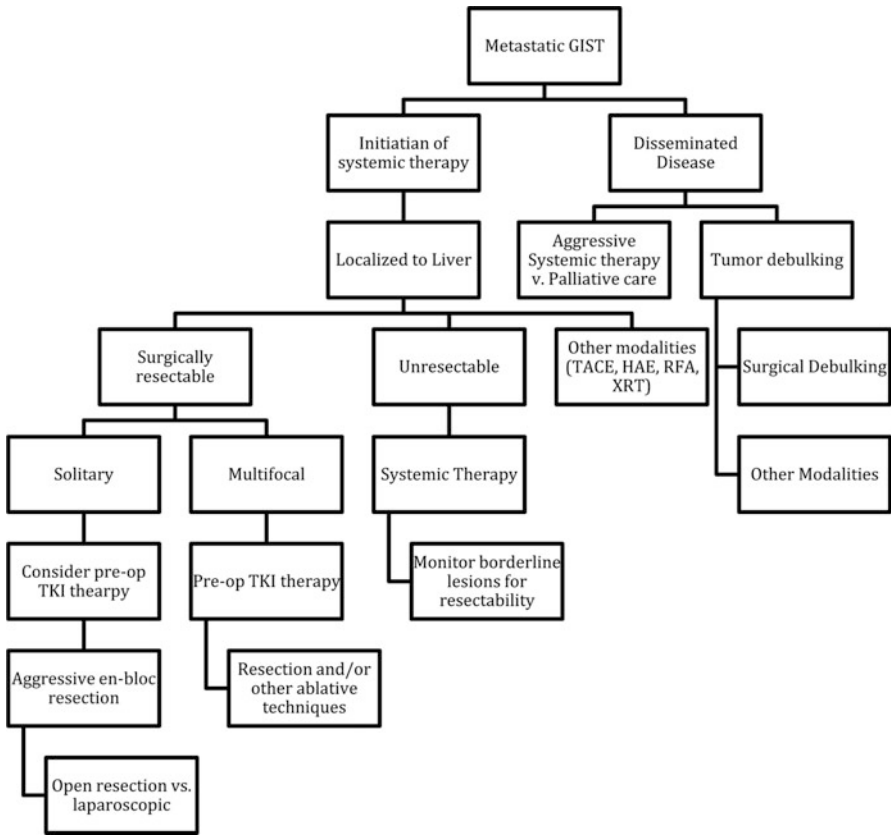 Metastatic GIST
Initiatian of
systemic therapy
Disseminated
Disease
Localized to Liver
Aggressive
Systemic therapy
v. Palliative care
Tumor debulking
Surgically
resectable
Unresectable
Other modalities
(TACE, HAE, RFA,
XRT)
Surgical Debulking
Solitary
Multifocal
Systemic Therapy
Other Modalities
Consider pre-op
TKI thearpy
Pre-op TKI therapy
Monitor borderline
lesions for
resectability
Aggressive en-bloc
resection
Resection and/or
other ablative
techniques
Open resection vs.
laparoscopic